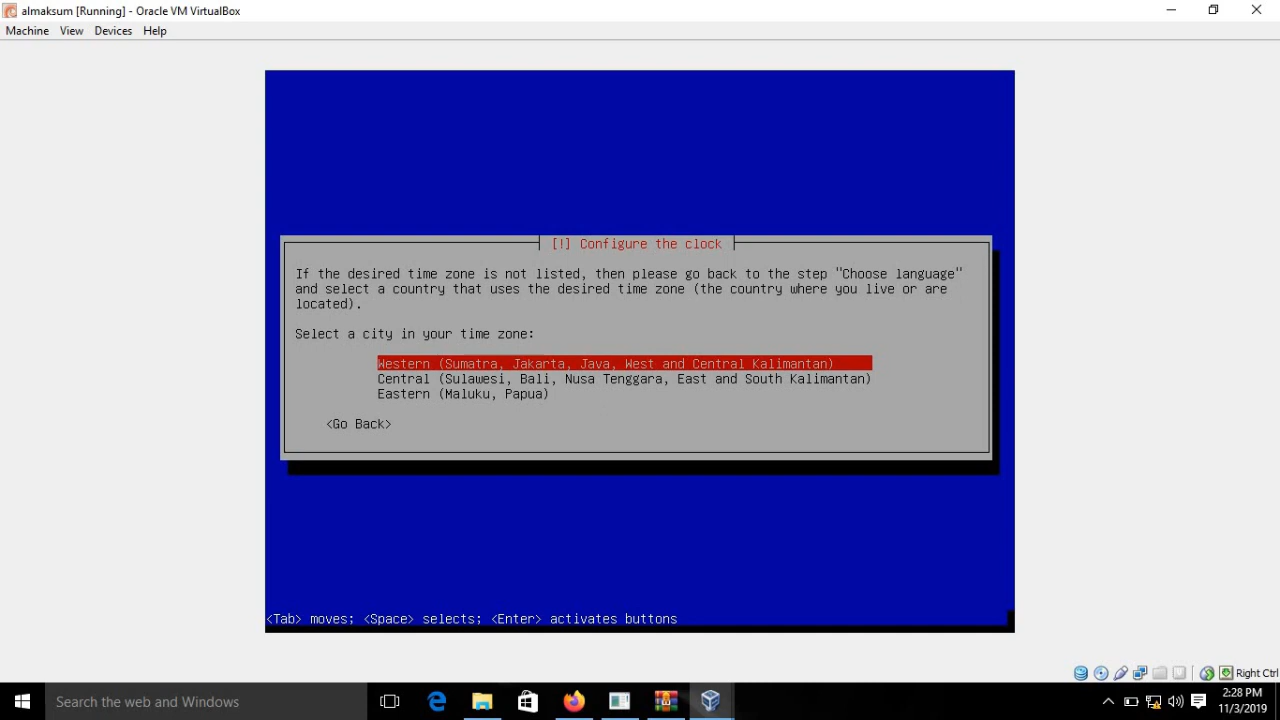 almaksum [Running] - Oracle VM VirtualBox
Machine View Devices Help
[!] Configure the clock
If the desired time zone is not listed, then please go back to the step "Choose language"
and select a country that uses the desired time zone (the country where you live or are
located).
Select a city in your time zone:
Western (Sumatra, Jakarta, Java, West and Central Kalimantan)
Central (Sulawesi, Bali, Nusa Tenggara, East and South Kalimantan)
Eastern (Maluku, Papua)
<Go Back>
<Tab> moves; <Space> selects; <Enter> activates buttons
Right Ctrl
Search the web and Windows
2:28 PM
11/3/2019